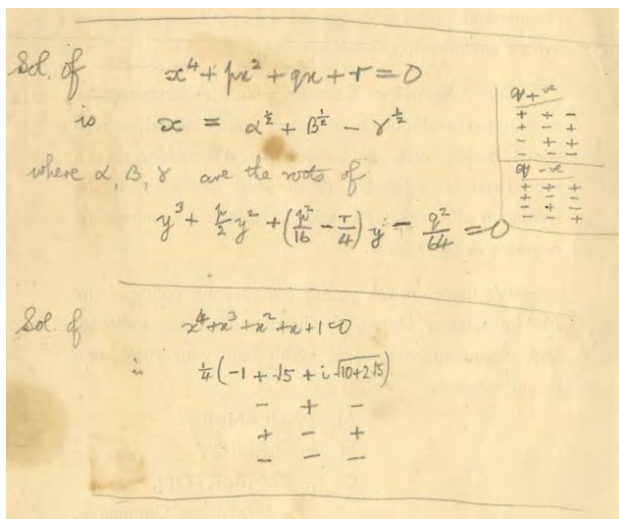 Sol. of x⁴ + px² + qx + r = 0
is x = α^½ + β^½ - γ^½
where α β, γ are the roots of
y³ + p/2 y² + (p²/16 - r/4) y - q²/64 = 0
q +ve
+ + -
+ - +
- + +
- - -
q -ve
+ + +
+ - -
- + -
- - +
Sol. of x⁴+x³+x²+x+1=0
is ¼(-1 + √5 + i √10+2√5)
- + -
+ - +
- - -